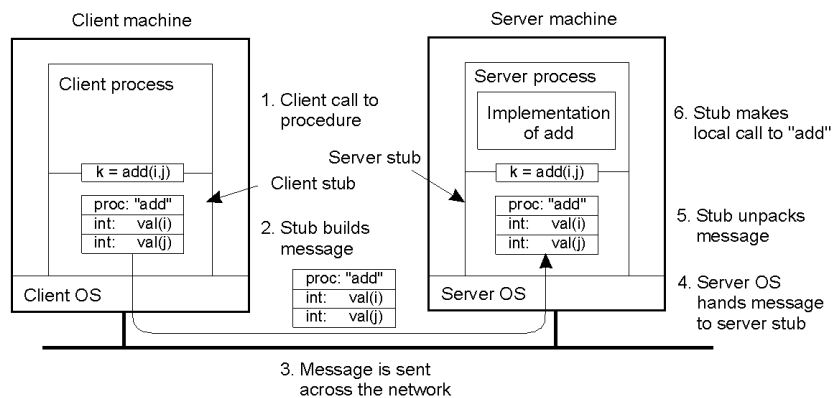 Client machine
Server machine
Client process
1. Client call to
procedure
Server process
Implementation
of add
6. Stub makes
local call to "add"
Server stub
k = add(i,j)
k = add(i,j)
Client stub
proc: "add"
int: val(i)
int: val(j)
2. Stub builds
message
proc: "add"
int: val(i)
int: val(j)
5. Stub unpacks
message
proc: "add"
int: val(i)
int: val(j)
Client OS
Server OS
4. Server OS
hands message
to server stub
3. Message is sent
across the network